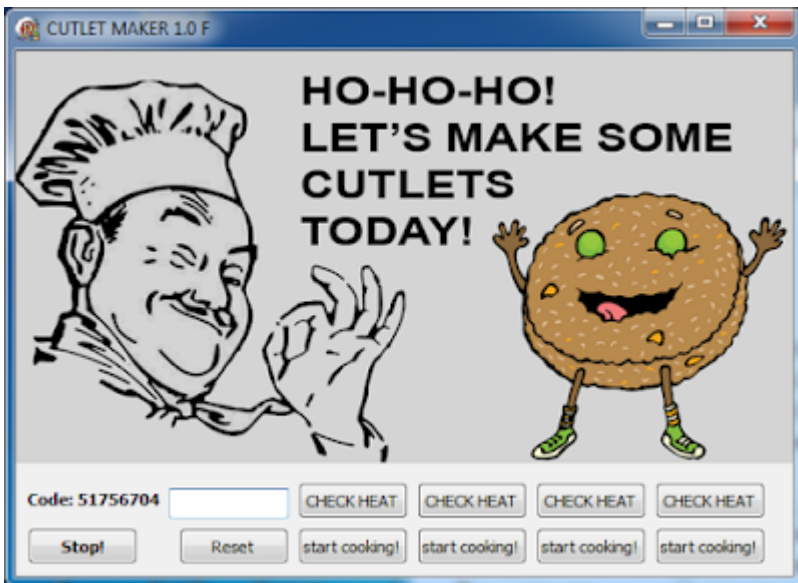 CUTLET MAKER 1.0 F
HO-HO-HO!
LET'S MAKE SOME
CUTLETS
TODAY!
Code: 51756704
CHECK HEAT CHECK HEAT CHECK HEAT CHECK HEAT
Stop! Reset start cooking! start cooking! start cooking! start cooking!